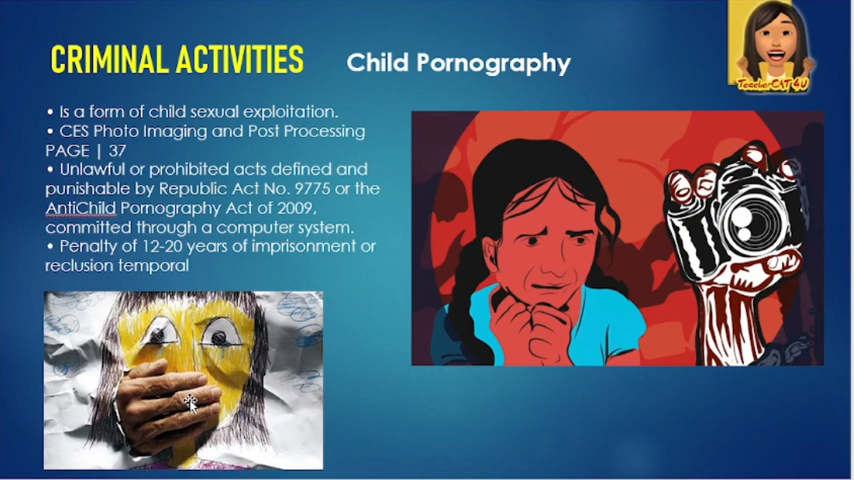 CRIMINAL ACTIVITIES
Child Pornography
TeecherCAT 4U
• Is a form of child sexual exploitation.
• CES Photo Imaging and Post Processing
PAGE | 37
• Unlawful or prohibited acts defined and
punishable by Republic Act No. 9775 or the
AntiChild Pornography Act of 2009,
committed through a computer system.
• Penalty of 12-20 years of imprisonment or
reclusion temporal